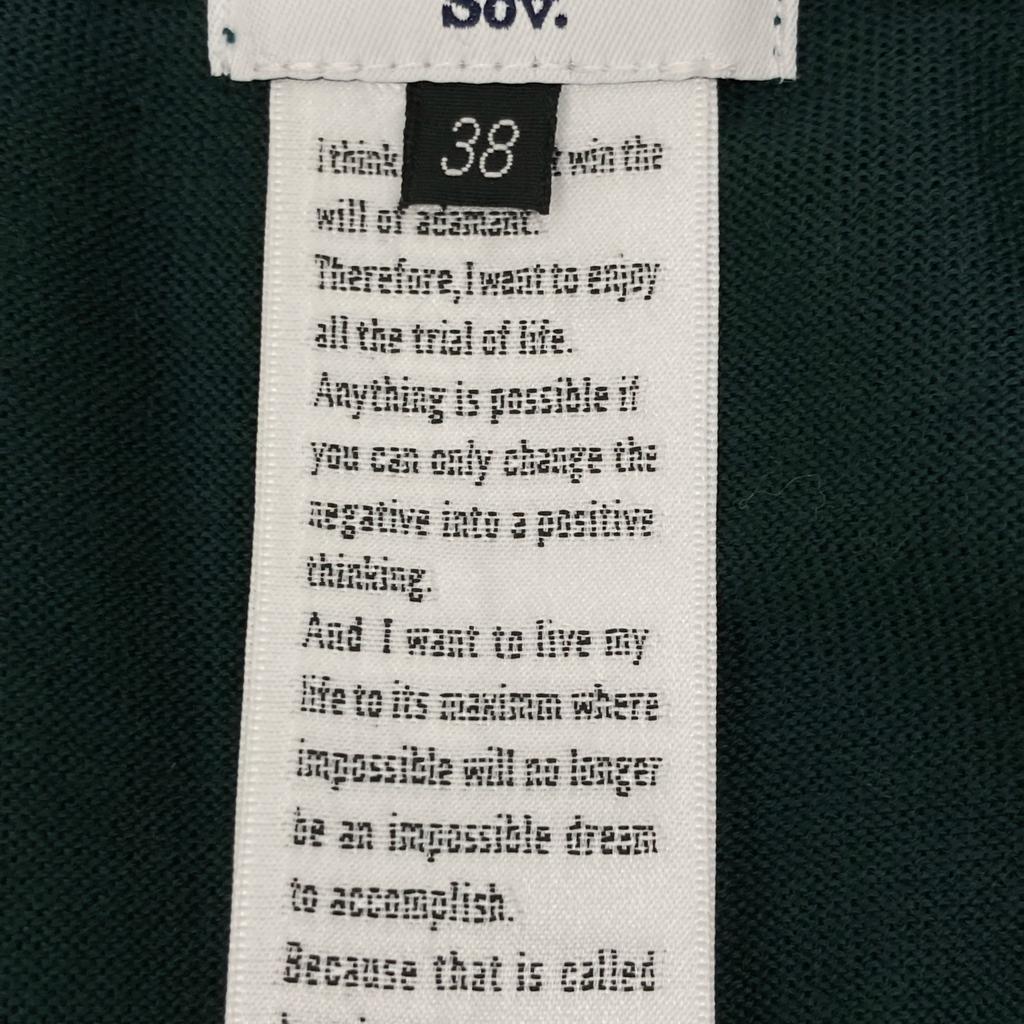 Sov.
38
I think win the
will of adamant.
Therefore, I want to enjoy
all the trial of life.
Anything is possible if
you can only change the
negative into a positive
thinking.
And I want to live my
life to its maximm where
impossible will no longer
be an impossible dream
to accomplish.
Because that is called